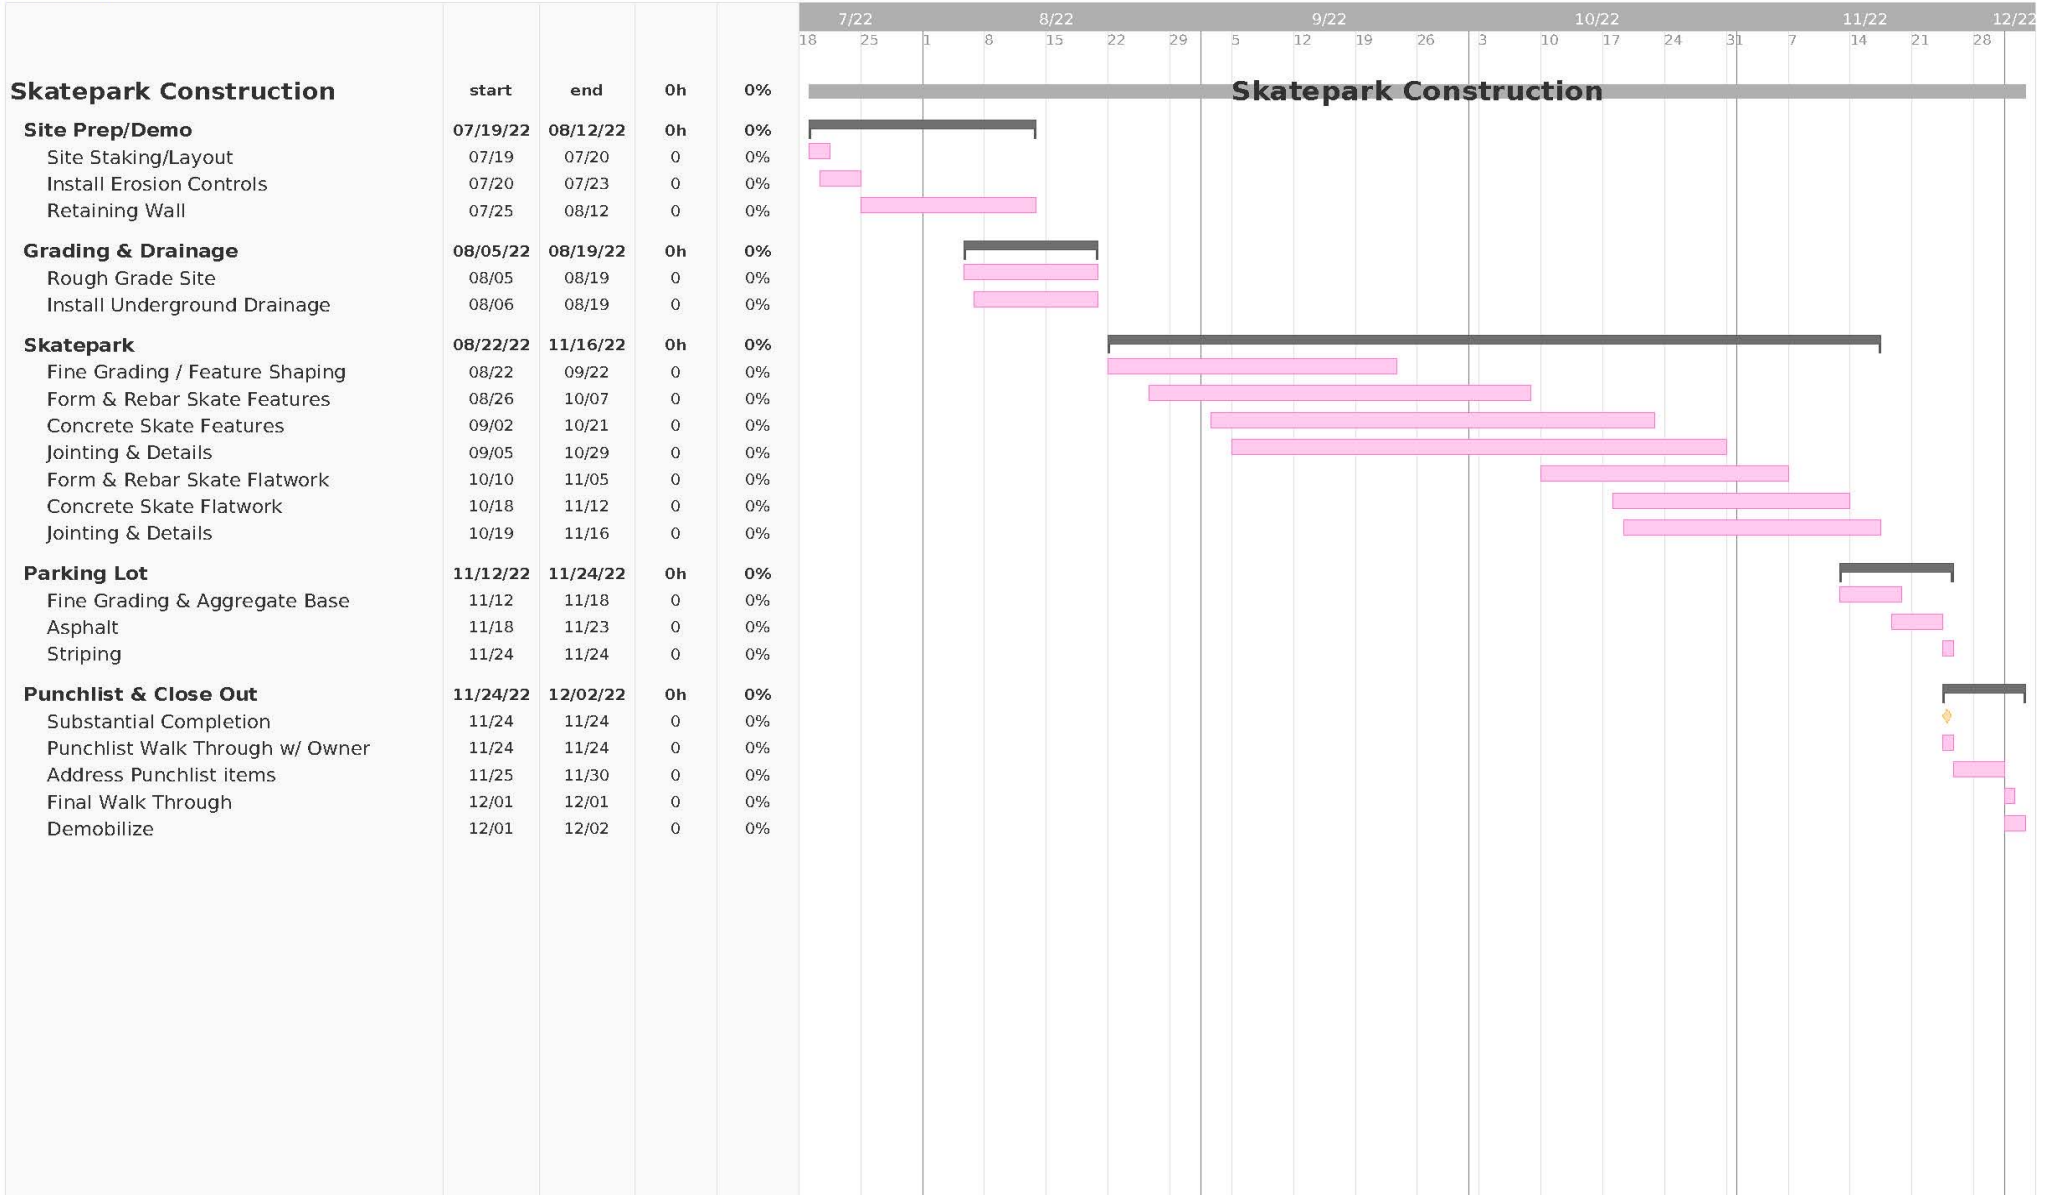 7/22 8/22 9/22 10/22 11/22 12/22
18 25 1 8 15 22 29 5 12 19 26 3 10 17 24 31 7 14 21 28
Skatepark Construction start end 0h 0% Skatepark Construction
Site Prep/Demo 07/19/22 08/12/22 0h 0%
Site Staking/Layout 07/19 07/20 0 0%
Install Erosion Controls 07/20 07/23 0 0%
Retaining Wall 07/25 08/12 0 0%
Grading & Drainage 08/05/22 08/19/22 0h 0%
Rough Grade Site 08/05 08/19 0 0%
Install Underground Drainage 08/06 08/19 0 0%
Skatepark 08/22/22 11/16/22 0h 0%
Fine Grading / Feature Shaping 08/22 09/22 0 0%
Form & Rebar Skate Features 08/26 10/07 0 0%
Concrete Skate Features 09/02 10/21 0 0%
Jointing & Details 09/05 10/29 0 0%
Form & Rebar Skate Flatwork 10/10 11/05 0 0%
Concrete Skate Flatwork 10/18 11/12 0 0%
Jointing & Details 10/19 11/16 0 0%
Parking Lot 11/12/22 11/24/22 0h 0%
Fine Grading & Aggregate Base 11/12 11/18 0 0%
Asphalt 11/18 11/23 0 0%
Striping 11/24 11/24 0 0%
Punchlist & Close Out 11/24/22 12/02/22 0h 0%
Substantial Completion 11/24 11/24 0 0%
Punchlist Walk Through w/ Owner 11/24 11/24 0 0%
Address Punchlist items 11/25 11/30 0 0%
Final Walk Through 12/01 12/01 0 0%
Demobilize 12/01 12/02 0 0%